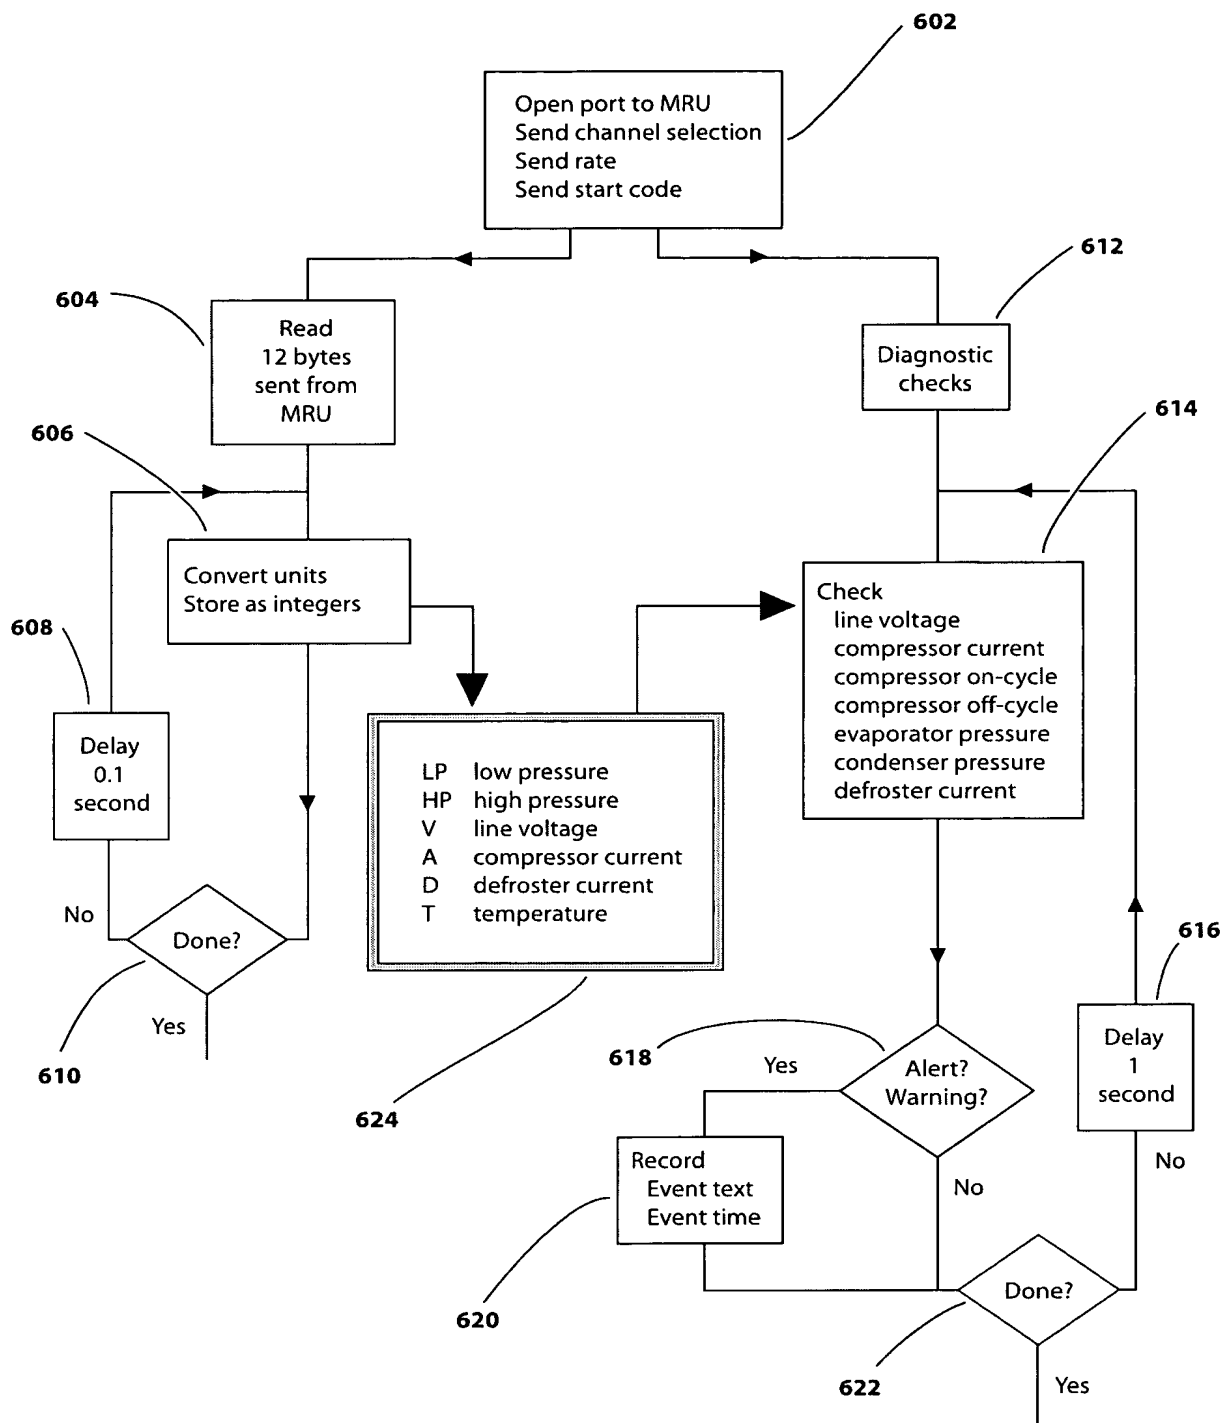 602
Open port to MRU
Send channel selection
Send rate
Send start code
612
604
Read
12 bytes
sent from
MRU
Diagnostic
checks
614
606
Convert units
Store as integers
Check
line voltage
compressor current
compressor on-cycle
compressor off-cycle
evaporator pressure
condenser pressure
defroster current
608
Delay
0.1
second
LP low pressure
HP high pressure
V line voltage
A compressor current
D defroster current
T temperature
No
Done?
Yes
610
624
616
Delay
1
second
618
Yes
Alert?
Warning?
No
No
Record
Event text
Event time
620
Done?
622
Yes